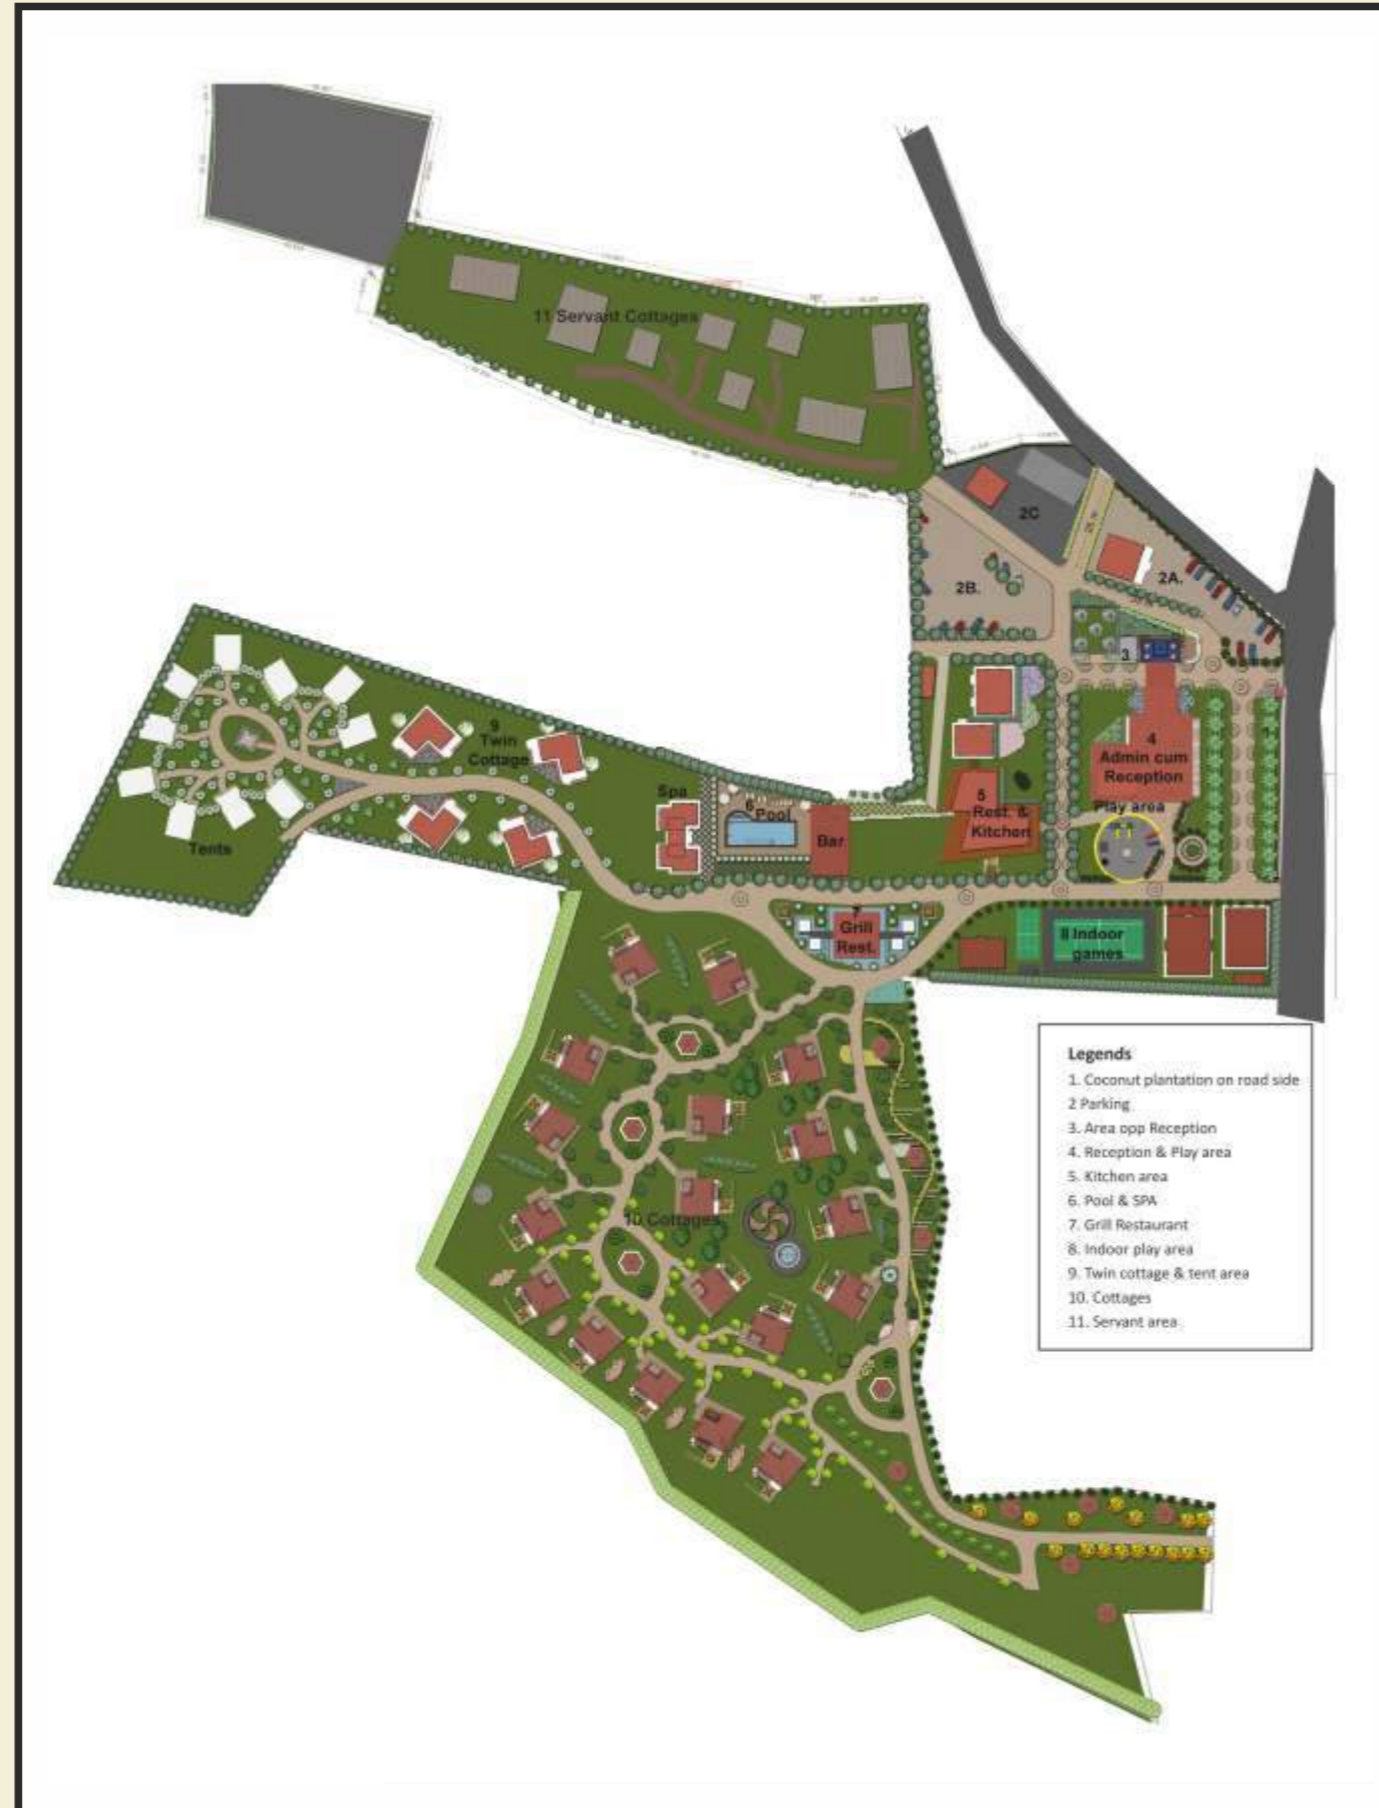 11 Servant Cottages
2C
2A.
2B.
3
9
Twin
Cottage
4
Admin cum
Reception
Spa
6
Pool
5
Rest. &
Kitchen
Play area
Bar
Tents
7
Grill
Rest.
8 Indoor
games
10 Cottages
1.
Legends
1. Coconut plantation on road side
2 Parking
3. Area opp Reception
4. Reception & Play area
5. Kitchen area
6. Pool & SPA
7. Grill Restaurant
8. Indoor play area
9. Twin cottage & tent area
10. Cottages
11. Servant area